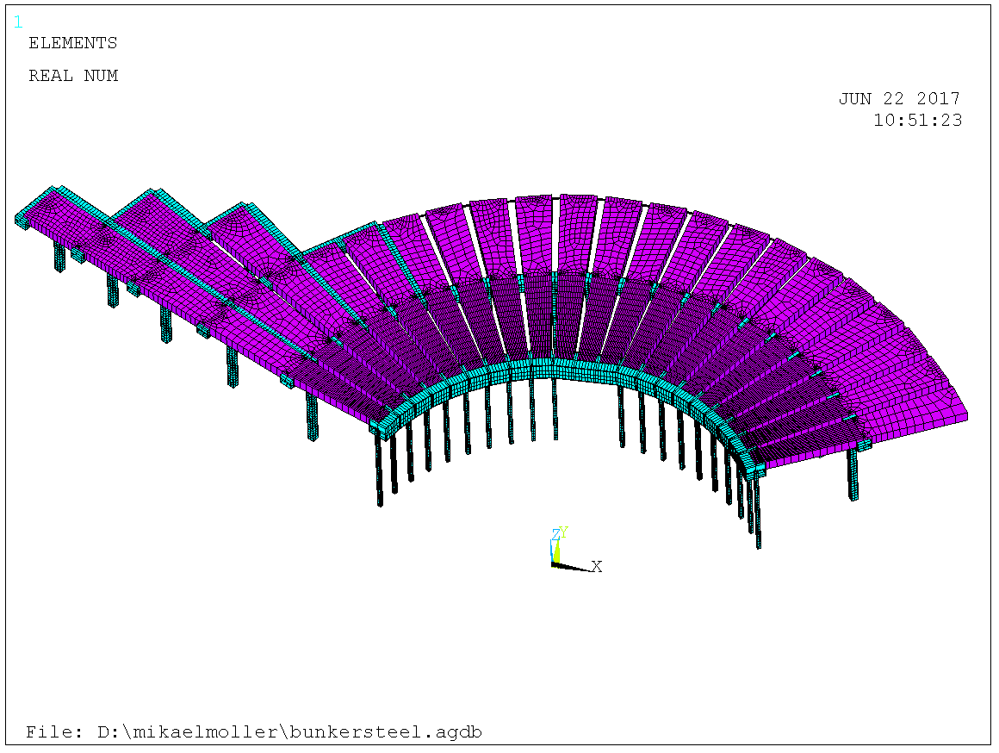 1
ELEMENTS
REAL NUM
JUN 22 2017
10:51:23
Z Y
X
File: D:\mikaelmoller\bunkersteel.agdb